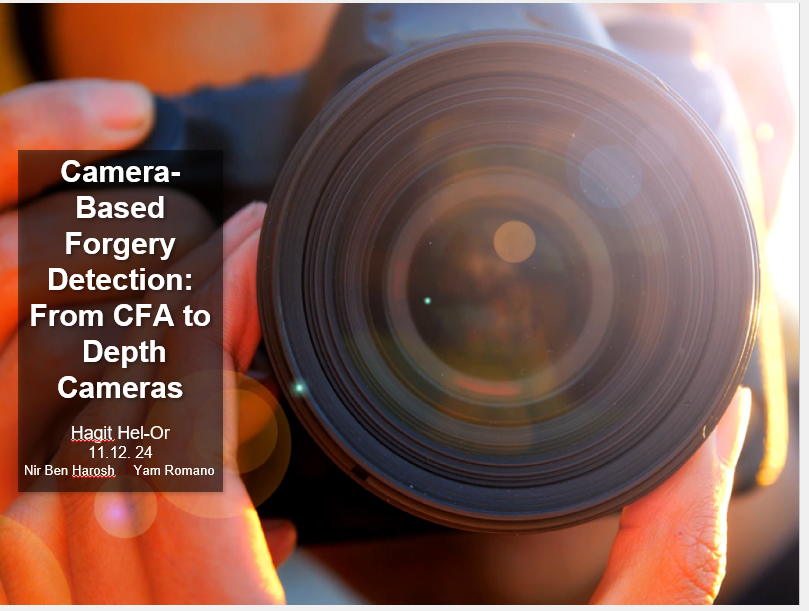 Camera-
Based
Forgery
Detection:
From CFA to
Depth
Cameras
Hagit Hel-Or
11.12. 24
Nir Ben Harosh Yam Romano